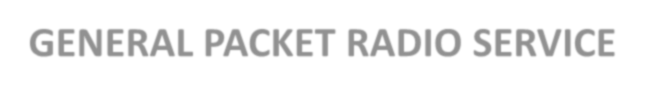 GENERAL PACKET RADIO SERVICE